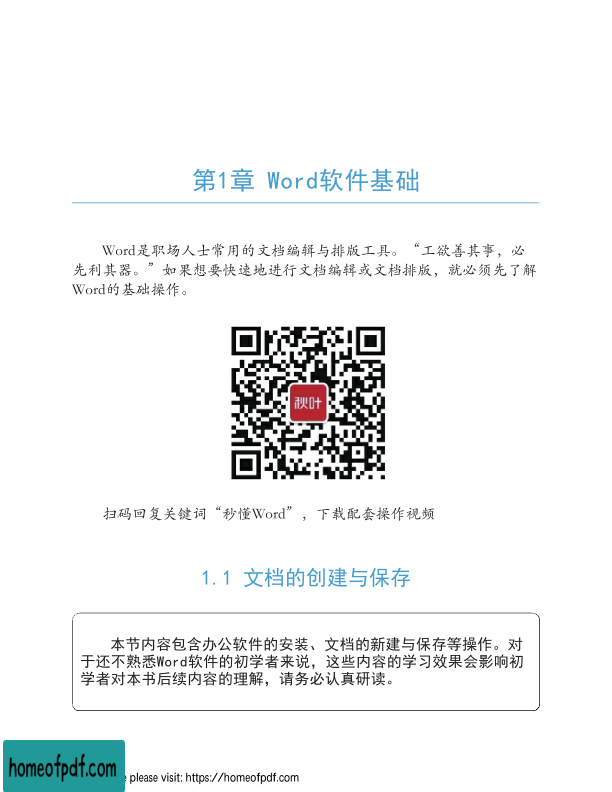 第1章 Word软件基础
Word是职场人士常用的文档编辑与排版工具。“工欲善其事，必
先利其器。”如果想要快速地进行文档编辑或文档排版，就必须先了解
Word的基础操作。
秋叶
扫码回复关键词“秒懂Word”，下载配套操作视频
1.1 文档的创建与保存
本节内容包含办公软件的安装、文档的新建与保存等操作。对
于还不熟悉Word软件的初学者来说，这些内容的学习效果会影响初
学者对本书后续内容的理解，请务必认真研读。
homeofpdf.com
please visit: https://homeofpdf.com